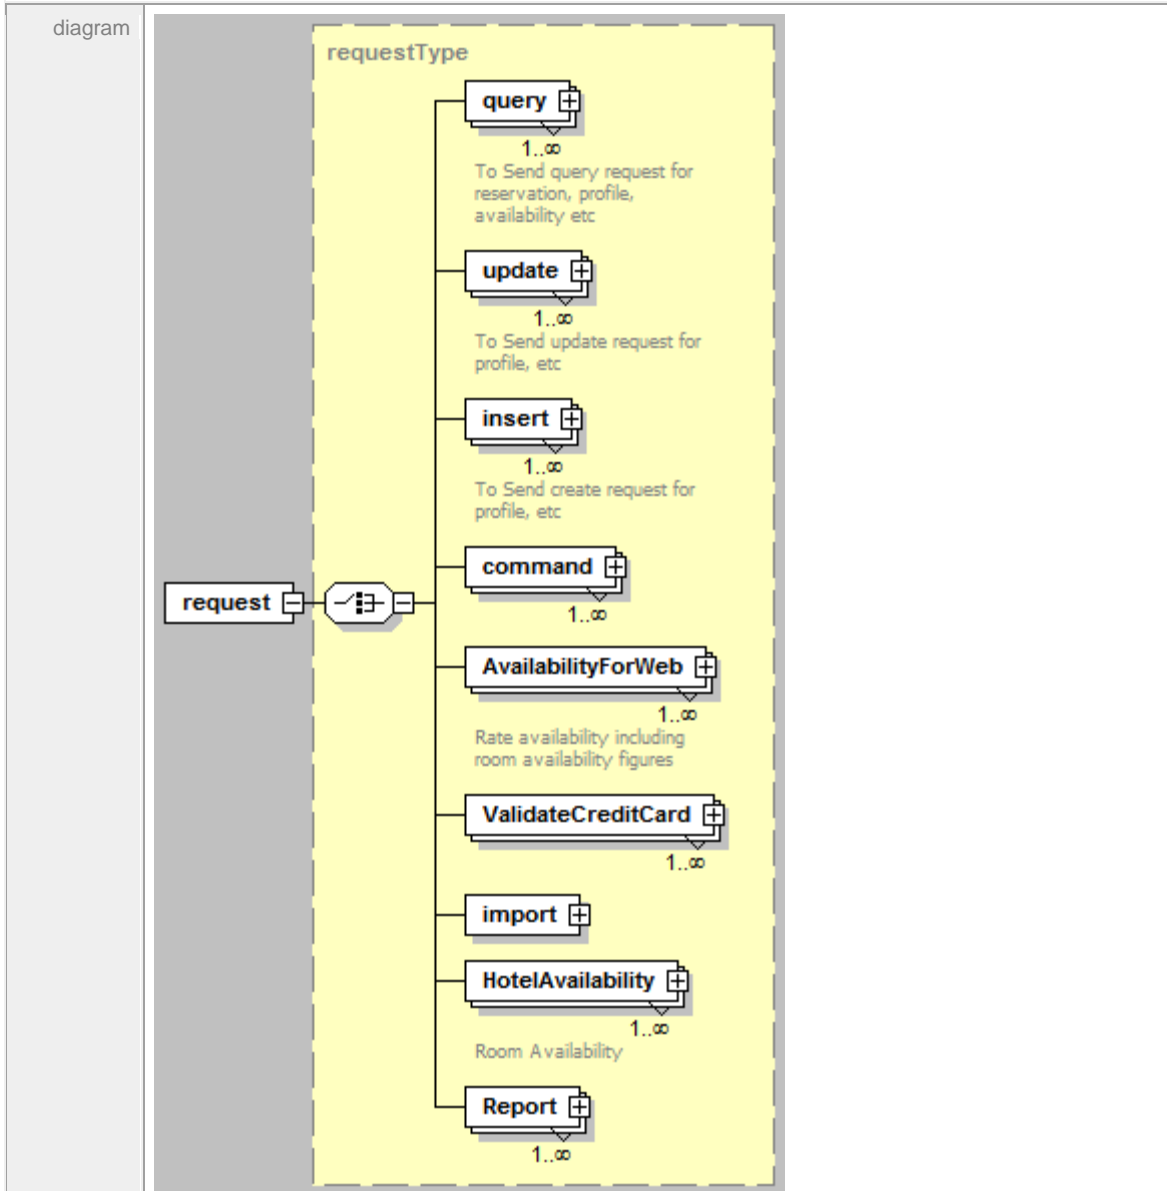 diagram
requestType
query
1..∞
To Send query request for
reservation, profile,
availability etc
update
1..∞
To Send update request for
profile, etc
insert
1..∞
To Send create request for
profile, etc
command
1..∞
request
AvailabilityForWeb
1..∞
Rate availability including
room availability figures
ValidateCreditCard
1..∞
import
HotelAvailability
1..∞
Room Availability
Report
1..∞